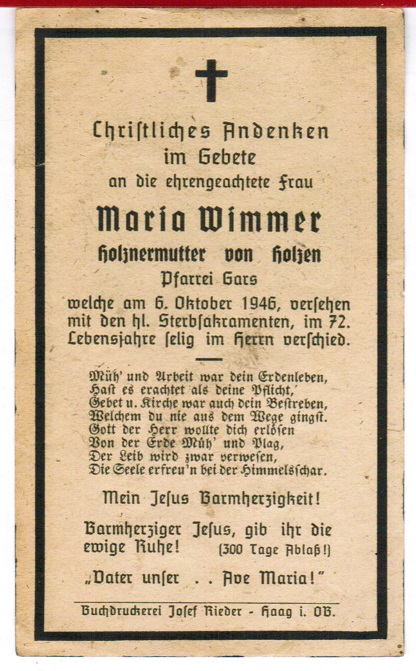 Christliches Andenken
im Gebete
an die ehrengeachtete Frau
Maria Wimmer
Holznermutter von Holzen
Pfarrei Gars
welche am 6. Oktober 1946, versehen
mit den hl. Sterbsakramenten, im 72.
Lebensjahre selig im Herrn verschied.
Müh' und Arbeit war dein Erdenleben,
Hast es erachtet als deine Pflicht,
Gebet u. Kirche war auch dein Bestreben,
Welchem du nie aus dem Wege gingst.
Gott der Herr wollte dich erlösen
Von der Erde Müh' und Plag,
Der Leib wird zwar verwesen,
Die Seele erfreu'n bei der Himmelsschar.
Mein Jesus Barmherzigkeit!
Barmherziger Jesus, gib ihr die
ewige Ruhe! (300 Tage Ablaß!)
„Vater unser . . Ave Maria!"
Buchdruckerei Josef Rieder - Haag i. OB.